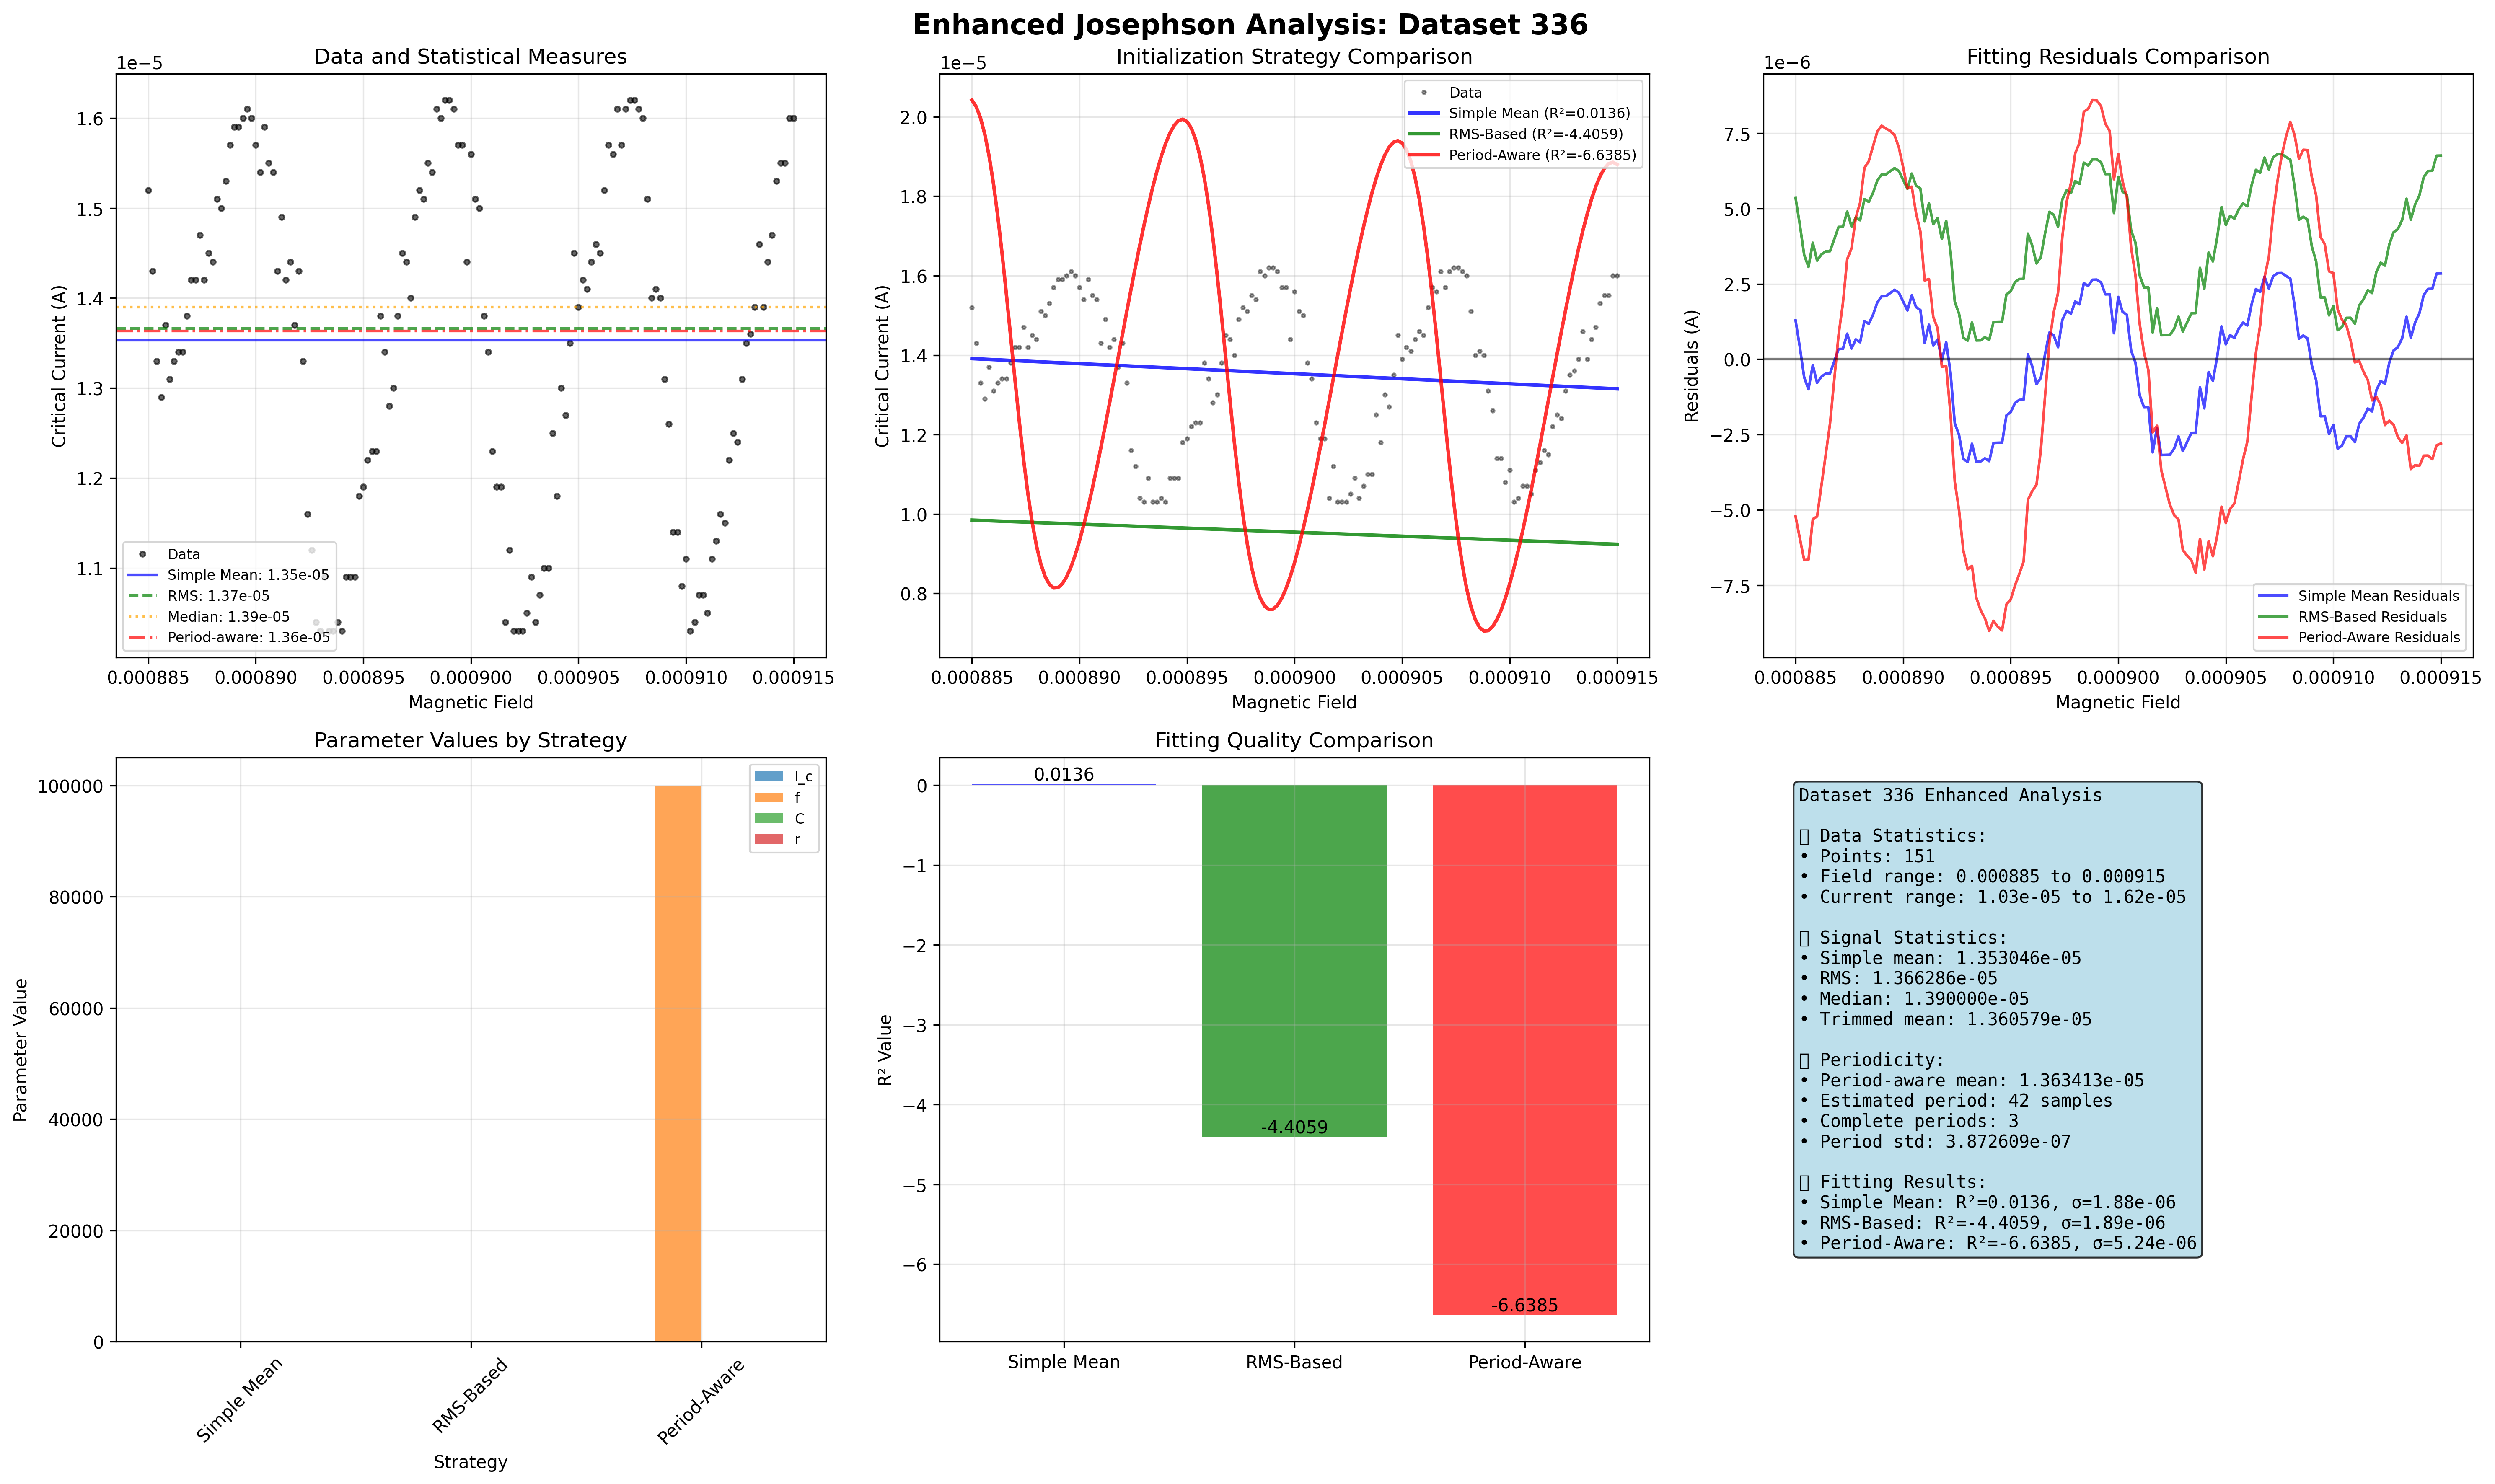 Enhanced Josephson Analysis: Dataset 336
Data and Statistical Measures
1e−5
Critical Current (A)
1.6
1.5
1.4
1.3
1.2
1.1
Data
Simple Mean: 1.35e-05
RMS: 1.37e-05
Median: 1.39e-05
Period-aware: 1.36e-05
0.000885 0.000890 0.000895 0.000900 0.000905 0.000910 0.000915
Magnetic Field
Initialization Strategy Comparison
1e−5
Critical Current (A)
2.0
1.8
1.6
1.4
1.2
1.0
0.8
Data
Simple Mean (R²=0.0136)
RMS-Based (R²=-4.4059)
Period-Aware (R²=-6.6385)
0.000885 0.000890 0.000895 0.000900 0.000905 0.000910 0.000915
Magnetic Field
Fitting Residuals Comparison
1e−6
Residuals (A)
7.5
5.0
2.5
0.0
−2.5
−5.0
−7.5
Simple Mean Residuals
RMS-Based Residuals
Period-Aware Residuals
0.000885 0.000890 0.000895 0.000900 0.000905 0.000910 0.000915
Magnetic Field
Parameter Values by Strategy
Parameter Value
100000
80000
60000
40000
20000
0
I_c
f
C
r
Simple Mean
RMS-Based
Period-Aware
Strategy
Fitting Quality Comparison
R² Value
0
−1
−2
−3
−4
−5
−6
0.0136
-4.4059
-6.6385
Simple Mean RMS-Based Period-Aware
Dataset 336 Enhanced Analysis
Data Statistics:
• Points: 151
• Field range: 0.000885 to 0.000915
• Current range: 1.03e-05 to 1.62e-05
Signal Statistics:
• Simple mean: 1.353046e-05
• RMS: 1.366286e-05
• Median: 1.390000e-05
• Trimmed mean: 1.360579e-05
Periodicity:
• Period-aware mean: 1.363413e-05
• Estimated period: 42 samples
• Complete periods: 3
• Period std: 3.872609e-07
Fitting Results:
• Simple Mean: R²=0.0136, σ=1.88e-06
• RMS-Based: R²=-4.4059, σ=1.89e-06
• Period-Aware: R²=-6.6385, σ=5.24e-06